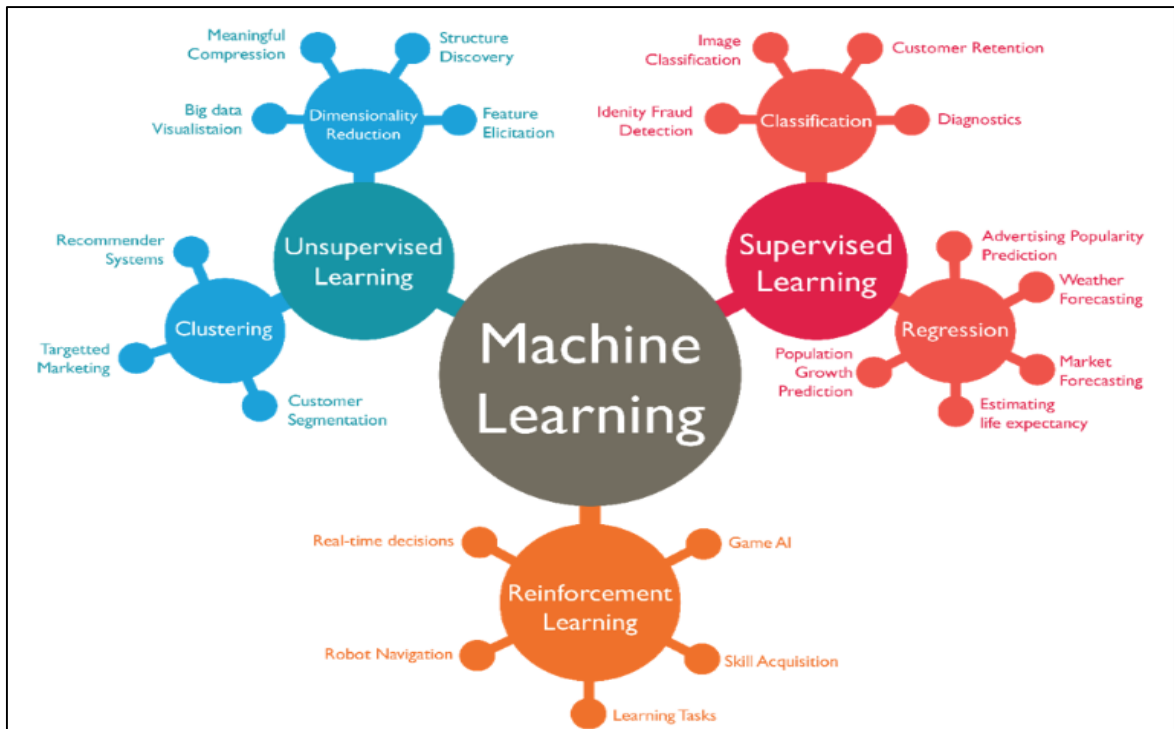 Meaningful
Compression
Structure
Discovery
Big data
Visualistaion
Dimensionality
Reduction
Feature
Elicitation
Image
Classification
Customer Retention
Idenity Fraud
Detection
Classification
Diagnostics
Recommender
Systems
Unsupervised
Learning
Supervised
Learning
Advertising Popularity
Prediction
Weather
Forecasting
Clustering
Machine
Learning
Regression
Targetted
Marketing
Population
Growth
Prediction
Market
Forecasting
Customer
Segmentation
Estimating
life expectancy
Real-time decisions
Game AI
Reinforcement
Learning
Robot Navigation
Skill Acquisition
Learning Tasks